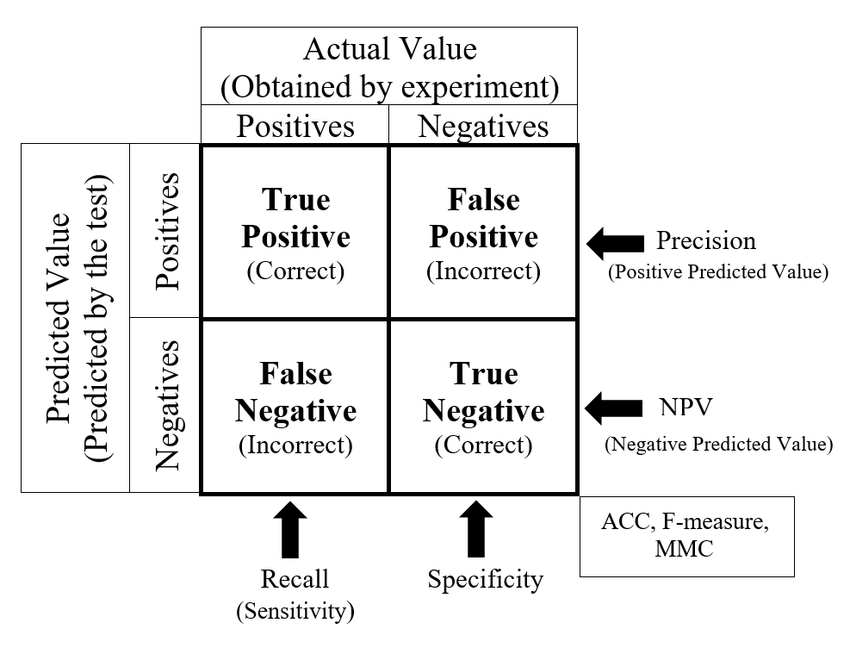 Actual Value
(Obtained by experiment)
Positives
Negatives
Predicted Value
(Predicted by the test)
Positives
True
Positive
(Correct)
False
Positive
(Incorrect)
Precision
(Positive Predicted Value)
Negatives
False
Negative
(Incorrect)
True
Negative
(Correct)
NPV
(Negative Predicted Value)
Recall
(Sensitivity)
Specificity
ACC, F-measure,
MMC